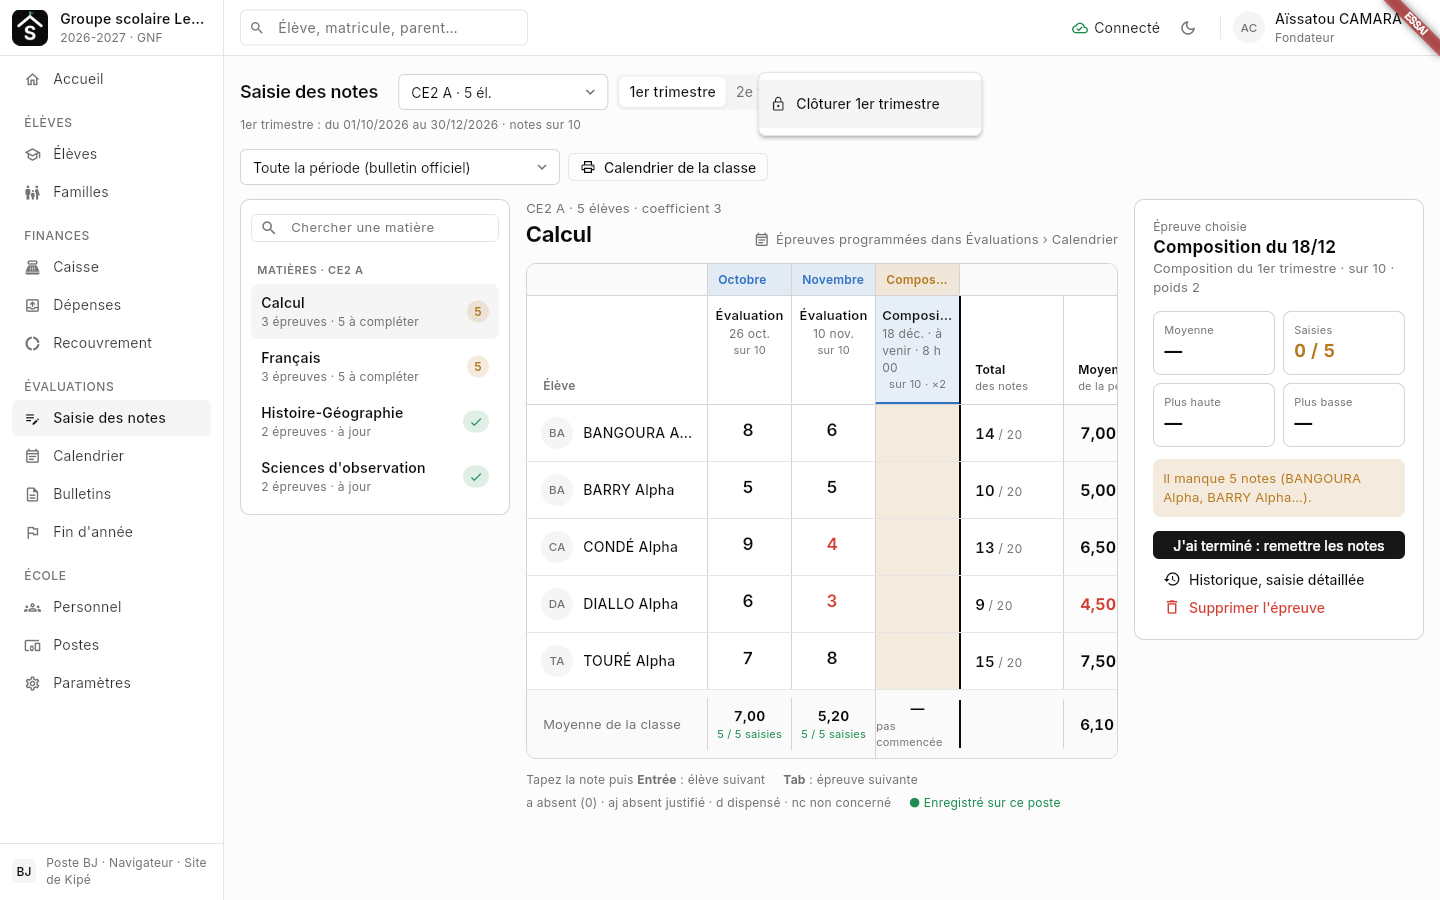 Groupe scolaire Le...
2026-2027 · GNF
Élève, matricule, parent...
Connecté
AC
Aïssatou CAMARA
Fondateur
ESSAI
Accueil
ÉLÈVES
Élèves
Familles
FINANCES
Caisse
Dépenses
Recouvrement
ÉVALUATIONS
Saisie des notes
Calendrier
Bulletins
Fin d'année
ÉCOLE
Personnel
Postes
Paramètres
BJ
Poste BJ · Navigateur · Site
de Kipé
Saisie des notes
CE2 A · 5 él.
1er trimestre
2e
Clôturer 1er trimestre
1er trimestre : du 01/10/2026 au 30/12/2026 · notes sur 10
Toute la période (bulletin officiel)
Calendrier de la classe
Chercher une matière
MATIÈRES · CE2 A
Calcul
3 épreuves · 5 à compléter
5
Français
3 épreuves · 5 à compléter
5
Histoire-Géographie
2 épreuves · à jour
Sciences d'observation
2 épreuves · à jour
CE2 A · 5 élèves · coefficient 3
Calcul
Épreuves programmées dans Évaluations › Calendrier
Octobre
Novembre
Compos...
Élève
Évaluation
26 oct.
sur 10
Évaluation
10 nov.
sur 10
Composi...
18 déc. · à
venir · 8 h
00
sur 10 · ×2
Total
des notes
Moyen
de la p
BA BANGOURA A... 8 6 14 / 20 7,00
BA BARRY Alpha 5 5 10 / 20 5,00
CA CONDÉ Alpha 9 4 13 / 20 6,50
DA DIALLO Alpha 6 3 9 / 20 4,50
TA TOURÉ Alpha 7 8 15 / 20 7,50
Moyenne de la classe
7,00
5 / 5 saisies
5,20
5 / 5 saisies
—
pas
commencée
6,10
Tapez la note puis Entrée : élève suivant Tab : épreuve suivante
a absent (0) · aj absent justifié · d dispensé · nc non concerné
Enregistré sur ce poste
Épreuve choisie
Composition du 18/12
Composition du 1er trimestre · sur 10 ·
poids 2
Moyenne
—
Saisies
0 / 5
Plus haute
—
Plus basse
—
Il manque 5 notes (BANGOURA
Alpha, BARRY Alpha...).
J'ai terminé : remettre les notes
Historique, saisie détaillée
Supprimer l'épreuve